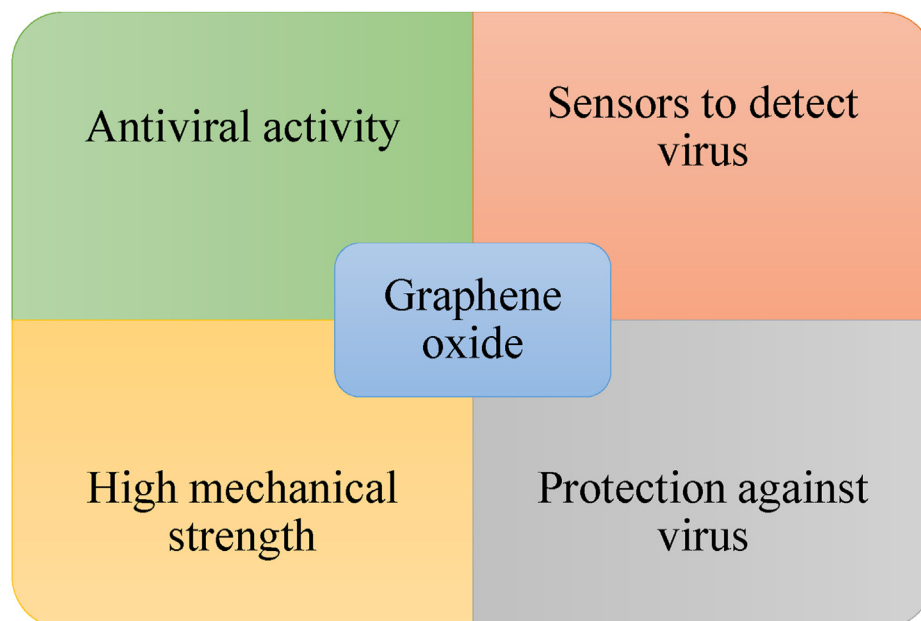 Antiviral activity
Sensors to detect
virus
Graphene
oxide
High mechanical
strength
Protection against
virus